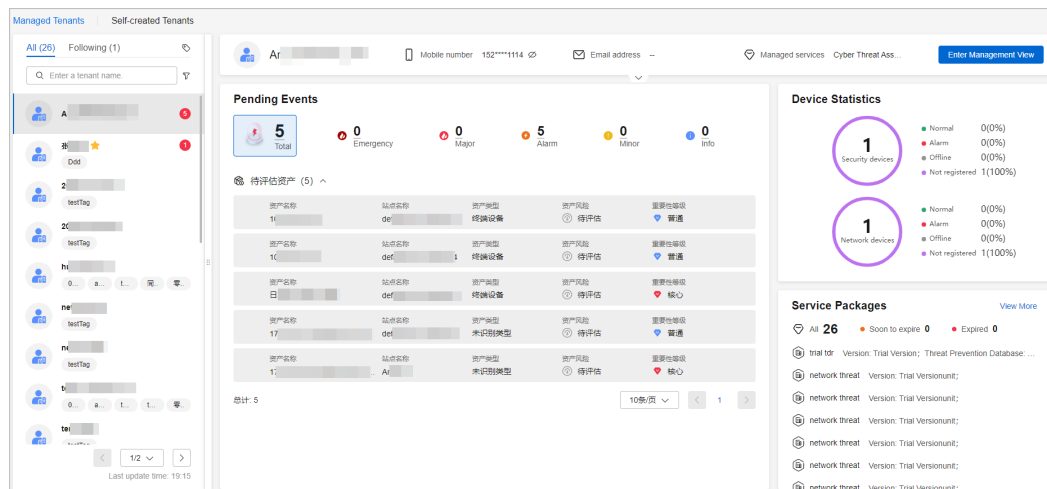 Managed Tenants Self-created Tenants
All (26) Following (1)
Enter a tenant name.
A 5
张 1
Ddd
2
testTag
20
testTag
0... a... t... 零...
testTag
testTag
0... a... t... t... 零...
1/2
Last update time: 19:15
Mobile number 152****1114 Email address -- Managed services Cyber Threat Ass... Enter Management View
Pending Events
5 Total
0 Emergency
0 Major
5 Alarm
0 Minor
0 Info
待评估资产 (5)
资产名称 站点名称 资产类型 资产风险 重要性等级
终端设备 待评估 普通
资产名称 站点名称 资产类型 资产风险 重要性等级
终端设备 待评估 普通
资产名称 站点名称 资产类型 资产风险 重要性等级
日 终端设备 待评估 核心
资产名称 站点名称 资产类型 资产风险 重要性等级
17 未识别类型 待评估 普通
资产名称 站点名称 资产类型 资产风险 重要性等级
未识别类型 待评估 核心
总计: 5 10条/页 1
Device Statistics
1
Security devices
Normal 0(0%)
Alarm 0(0%)
Offline 0(0%)
Not registered 1(100%)
1
Network devices
Normal 0(0%)
Alarm 0(0%)
Offline 0(0%)
Not registered 1(100%)
Service Packages View More
All 26 Soon to expire 0 Expired 0
trial tdr Version: Trial Version; Threat Prevention Database: ...
network threat Version: Trial Versionunit;
network threat Version: Trial Versionunit;
network threat Version: Trial Versionunit;
network threat Version: Trial Versionunit;
network threat Version: Trial Versionunit;
network threat Version: Trial Versionunit;